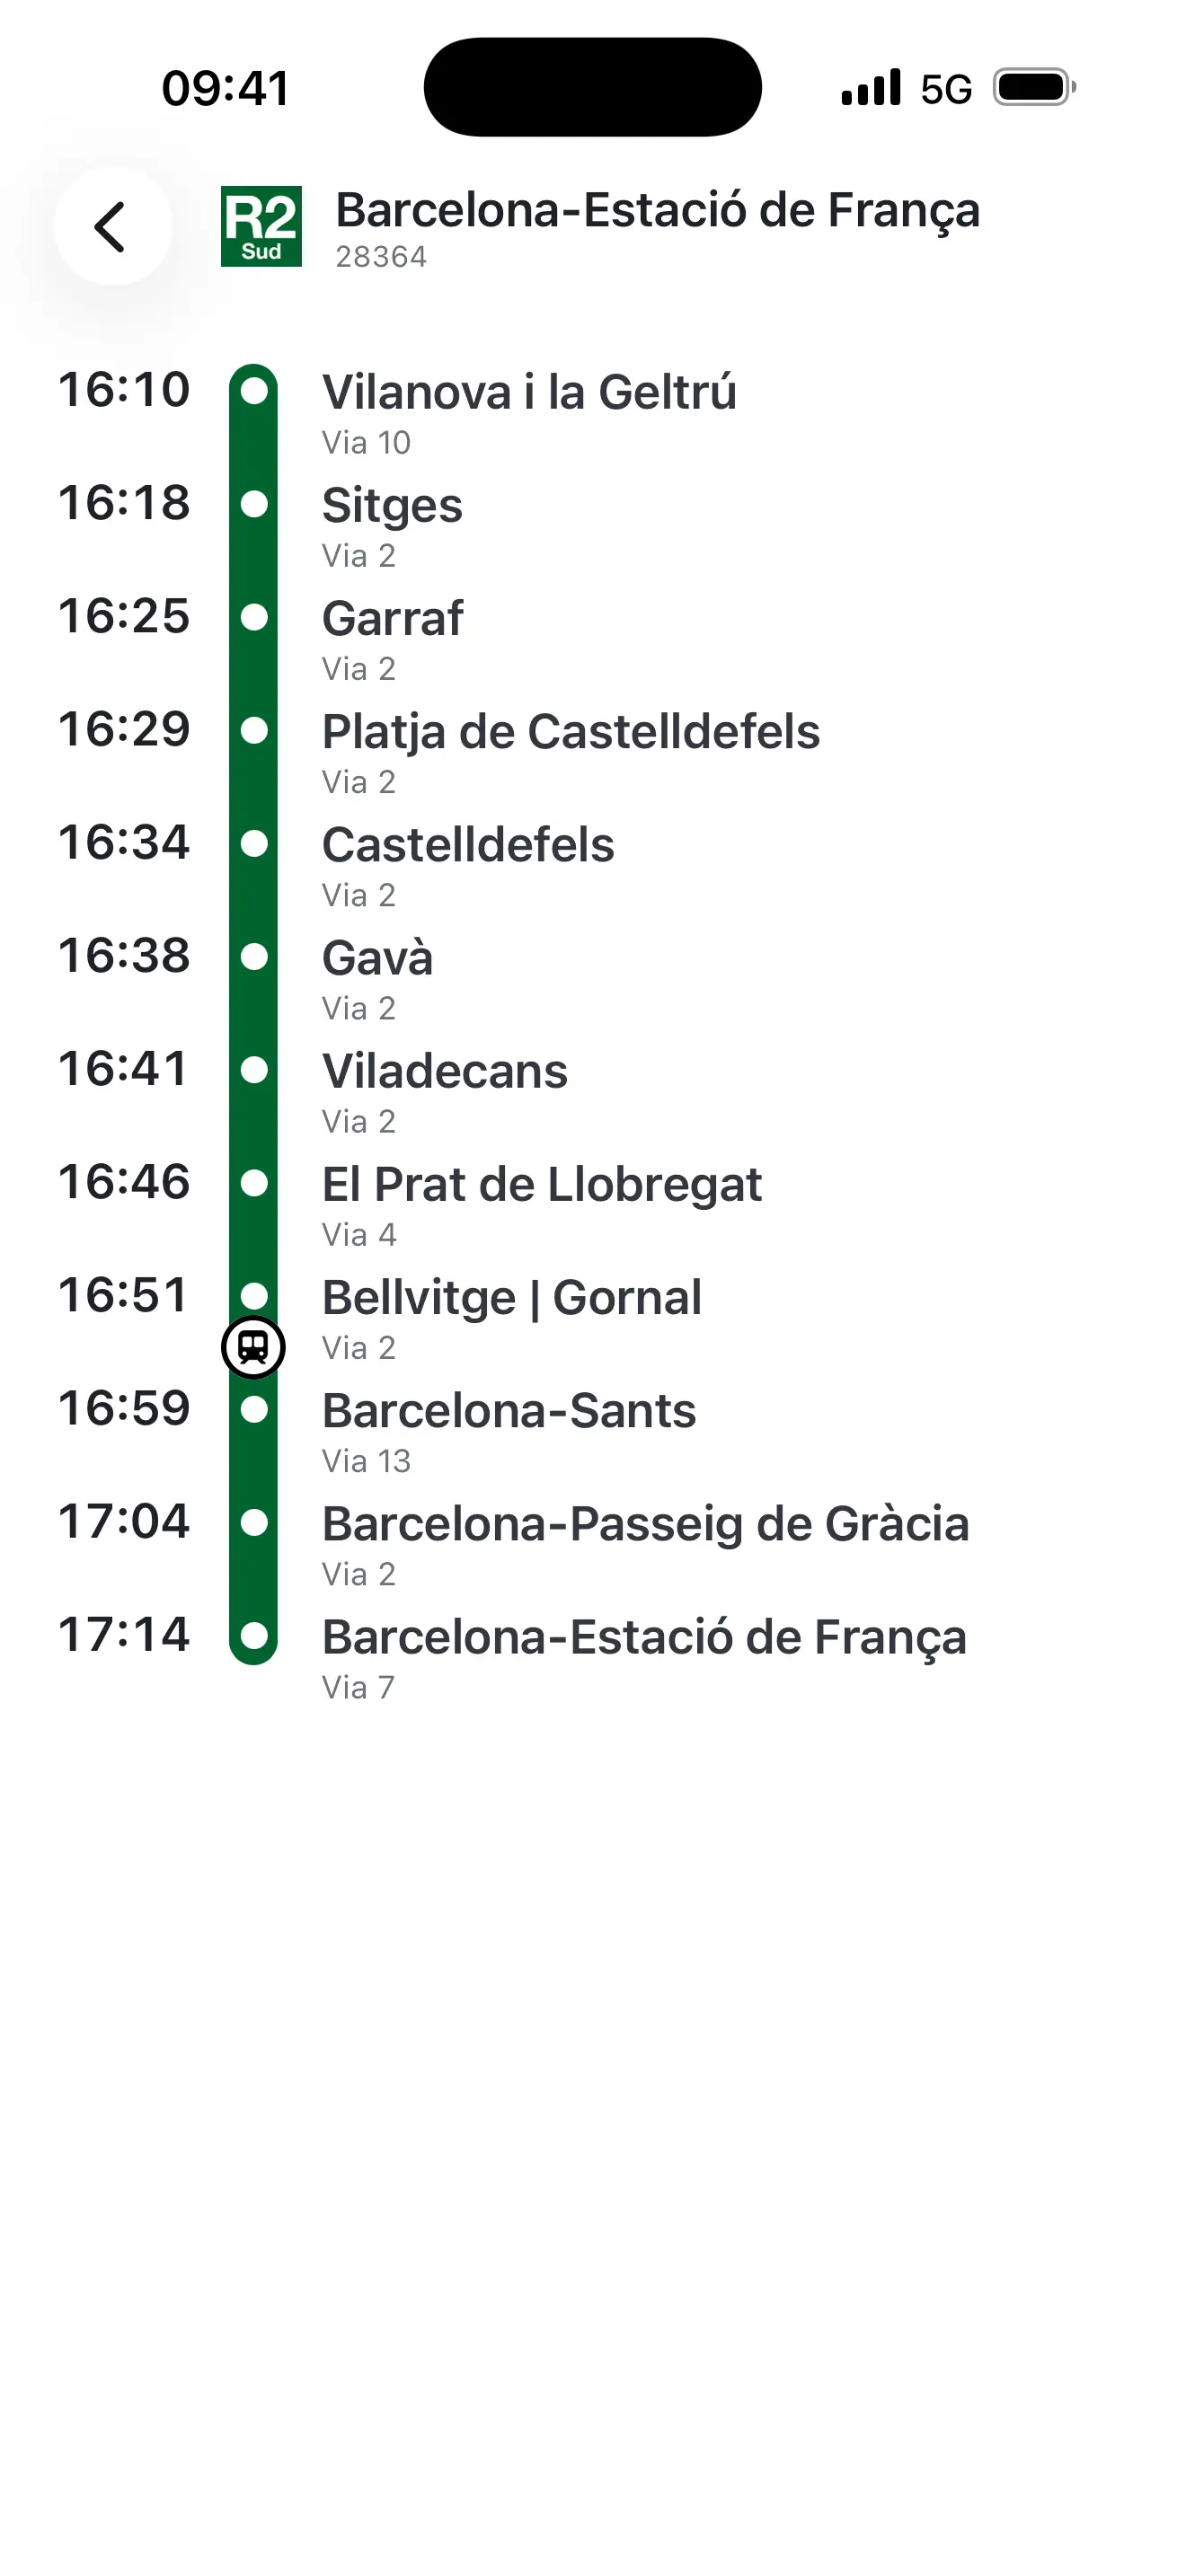 09:41
5G
R2
Sud
Barcelona-Estació de França
28364
16:10
Vilanova i la Geltrú
Via 10
16:18
Sitges
Via 2
16:25
Garraf
Via 2
16:29
Platja de Castelldefels
Via 2
16:34
Castelldefels
Via 2
16:38
Gavà
Via 2
16:41
Viladecans
Via 2
16:46
El Prat de Llobregat
Via 4
16:51
Bellvitge | Gornal
Via 2
16:59
Barcelona-Sants
Via 13
17:04
Barcelona-Passeig de Gràcia
Via 2
17:14
Barcelona-Estació de França
Via 7